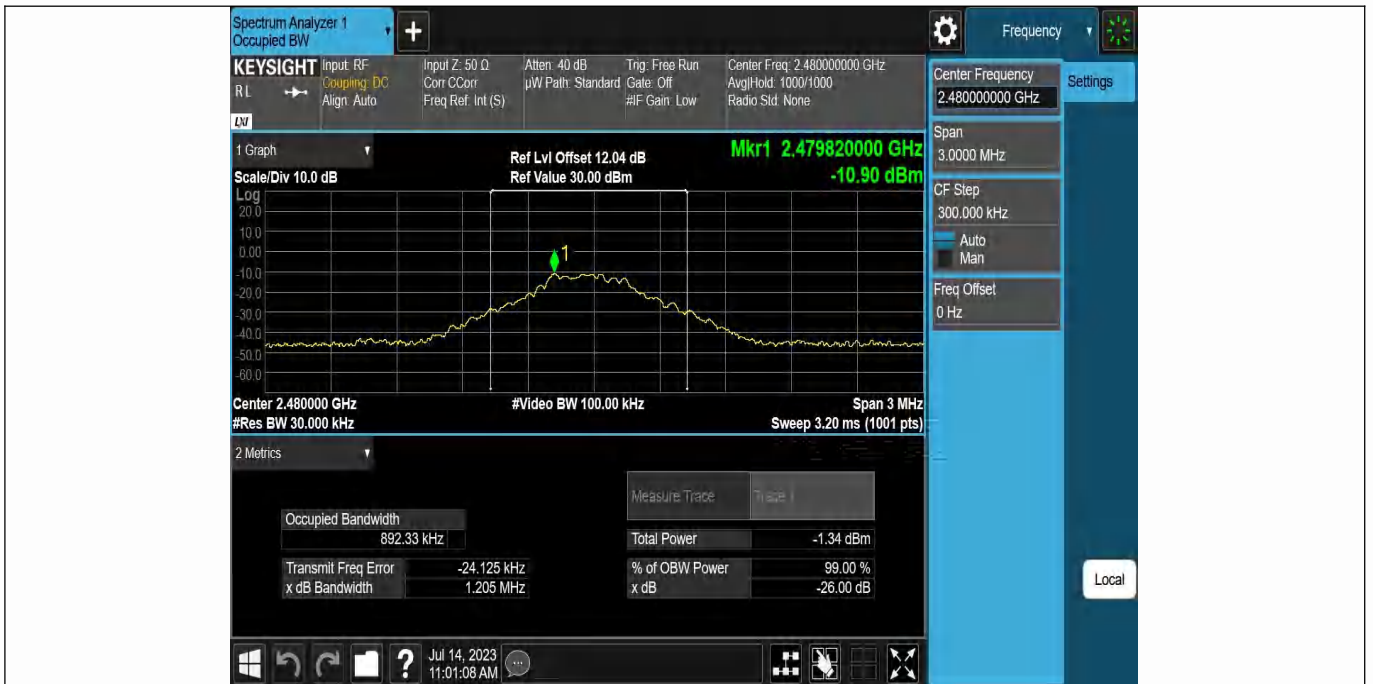 Spectrum Analyzer 1
Occupied BW
+
Frequency
KEYSIGHT
R L
LXI
Input: RF
Coupling: DC
Align: Auto
Input Z: 50 Ω
Corr CCorr
Freq Ref: Int (S)
Atten: 40 dB
µW Path: Standard
Trig: Free Run
Gate: Off
#IF Gain: Low
Center Freq: 2.480000000 GHz
Avg|Hold: 1000/1000
Radio Std: None
Center Frequency
2.480000000 GHz
Settings
Span
3.0000 MHz
CF Step
300.000 kHz
Auto
Man
Freq Offset
0 Hz
Local
1 Graph
Scale/Div 10.0 dB
Ref Lvl Offset 12.04 dB
Ref Value 30.00 dBm
Mkr1 2.479820000 GHz
-10.90 dBm
Log
20.0
10.0
0.00
-10.0
-20.0
-30.0
-40.0
-50.0
-60.0
1
Center 2.480000 GHz
#Res BW 30.000 kHz
#Video BW 100.00 kHz
Span 3 MHz
Sweep 3.20 ms (1001 pts)
2 Metrics
Measure Trace
Trace 1
Occupied Bandwidth
892.33 kHz
Total Power
-1.34 dBm
Transmit Freq Error
-24.125 kHz
% of OBW Power
99.00 %
x dB Bandwidth
1.205 MHz
x dB
-26.00 dB
?
Jul 14, 2023
11:01:08 AM